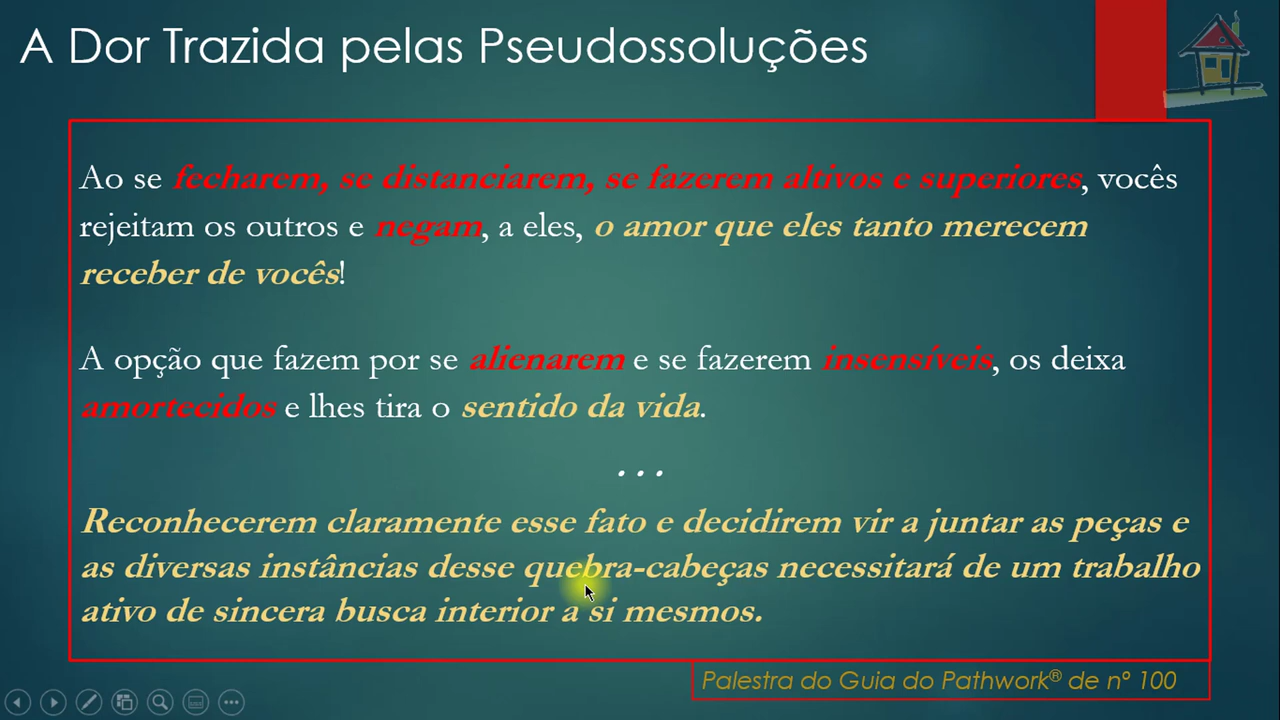 A Dor Trazida pelas Pseudossoluções
Ao se fecharem, se distanciarem, se fazerem altivos e superiores, vocês
rejeitam os outros e negam, a eles, o amor que eles tanto merecem
receber de vocês!
A opção que fazem por se alienarem e se fazerem insensíveis, os deixa
amortecidos e lhes tira o sentido da vida.
. . .
Reconhecerem claramente esse fato e decidirem vir a juntar as peças e
as diversas instâncias desse quebra-cabeças necessitará de um trabalho
ativo de sincera busca interior a si mesmos.
Palestra do Guia do Pathwork® de nº 100